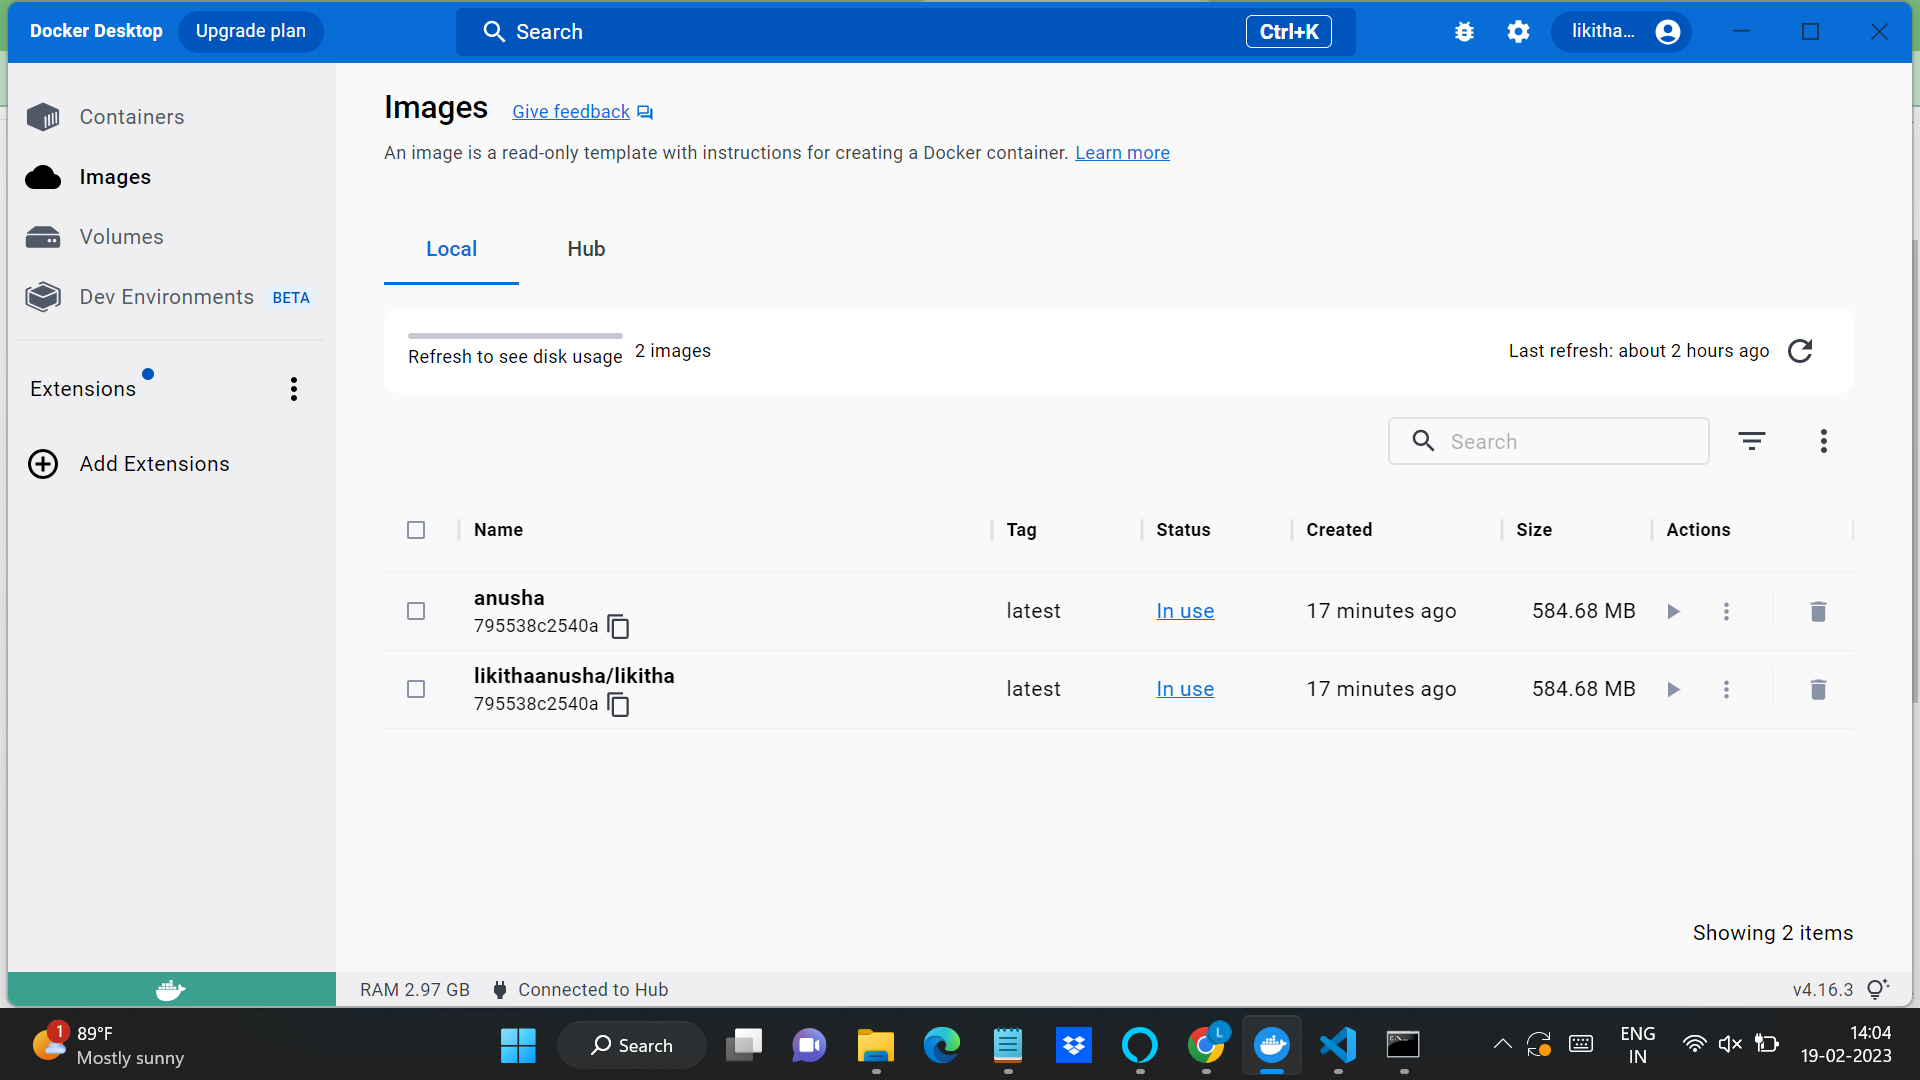 Docker Desktop Upgrade plan Search Ctrl+K likitha...
Containers
Images
Volumes
Dev Environments BETA
Extensions
Add Extensions
Images Give feedback
An image is a read-only template with instructions for creating a Docker container. Learn more
Local Hub
Refresh to see disk usage 2 images Last refresh: about 2 hours ago
Search
Name Tag Status Created Size Actions
anusha
795538c2540a
latest In use 17 minutes ago 584.68 MB
likithaanusha/likitha
795538c2540a
latest In use 17 minutes ago 584.68 MB
Showing 2 items
RAM 2.97 GB Connected to Hub v4.16.3
1
89°F
Mostly sunny
Search
L
ENG
IN
14:04
19-02-2023